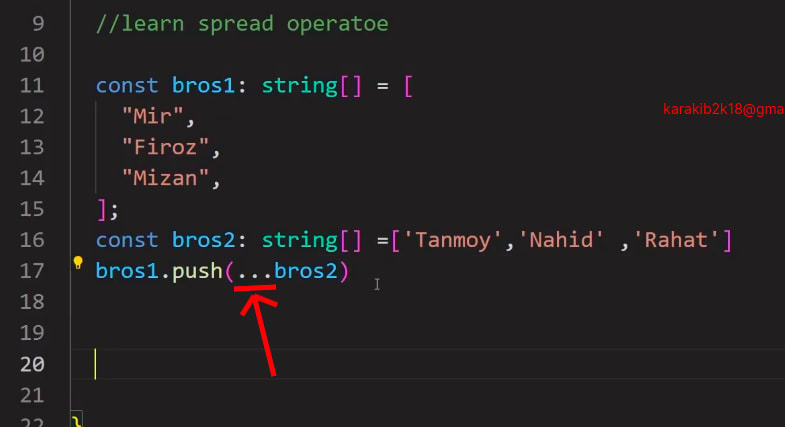 9 //learn spread operatoe
10
11 const bros1: string[] = [
karakib2k18@gma
12 "Mir",
13 "Firoz",
14 "Mizan",
15 ];
16 const bros2: string[] =['Tanmoy','Nahid' ,'Rahat']
17 bros1.push(...bros2)
18
19
20
21
22 }